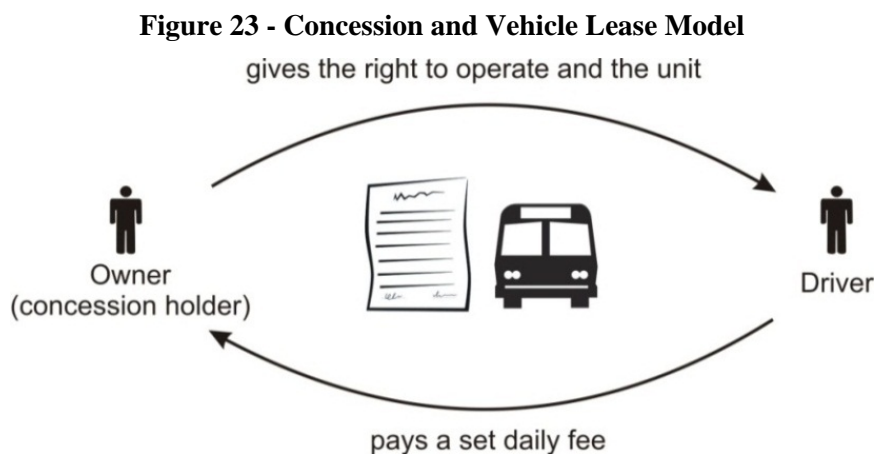 Figure 23 - Concession and Vehicle Lease Model
gives the right to operate and the unit
Owner
(concession holder)
Driver
pays a set daily fee